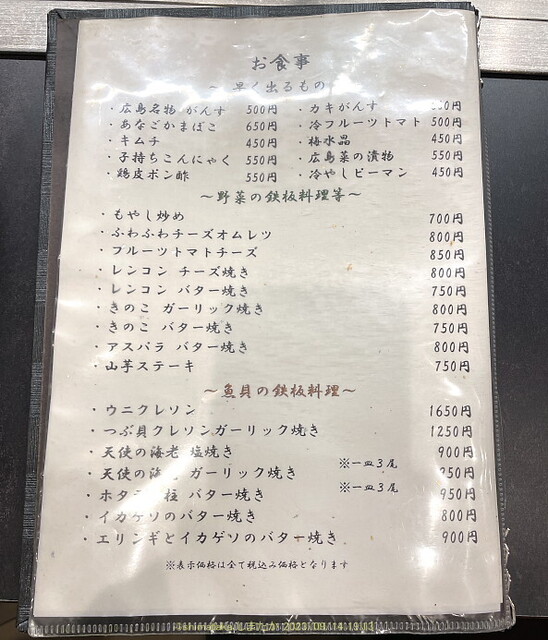 お食事
～ 早く出るもの
・広島名物 がんす 500円 ・カキがんす 50円
・あなごかまぼこ 650円 ・冷フルーツトマト 500円
・キムチ 450円 ・梅水晶 450円
・子持ちこんにゃく 550円 ・広島菜の漬物 550円
・鶏皮ポン酢 550円 ・冷やしピーマン 450円
～野菜の鉄板料理等～
・もやし炒め 700円
・ふわふわチーズオムレツ 800円
・フルーツトマトチーズ 850円
・レンコン チーズ焼き 800円
・レンコン バター焼き 750円
・きのこ ガーリック焼き 800円
・きのこ バター焼き 750円
・アスパラ バター焼き 800円
・山芋ステーキ 750円
～魚貝の鉄板料理～
・ウニクレソン 1650円
・つぶ貝クレソンガーリック焼き 1250円
・天使の海老 塩焼き ※一皿3尾 900円
・天使の海 ガーリック焼き ※一皿3尾 950円
・ホタ 柱 バター焼き 950円
・イカゲソのバター焼き 800円
・エリンギとイカゲソのバター焼き 900円
※表示価格は全て税込み価格となります